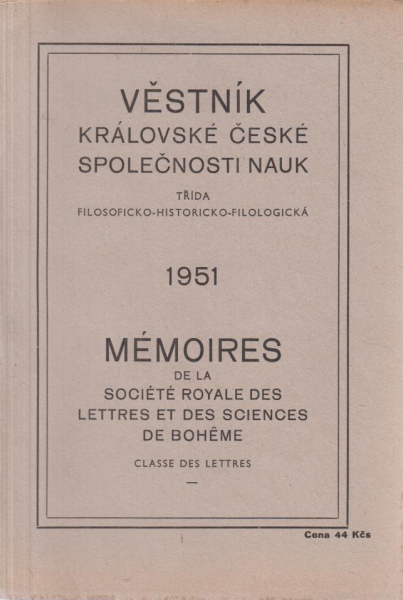 VĚSTNÍK
KRÁLOVSKÉ ČESKÉ
SPOLEČNOSTI NAUK
TŘÍDA
FILOSOFICKO-HISTORICKO-FILOLOGICKÁ
1951
MÉMOIRES
DE LA
SOCIÉTÉ ROYALE DES
LETTRES ET DES SCIENCES
DE BOHÊME
CLASSE DES LETTRES
—
Cena 44 Kčs